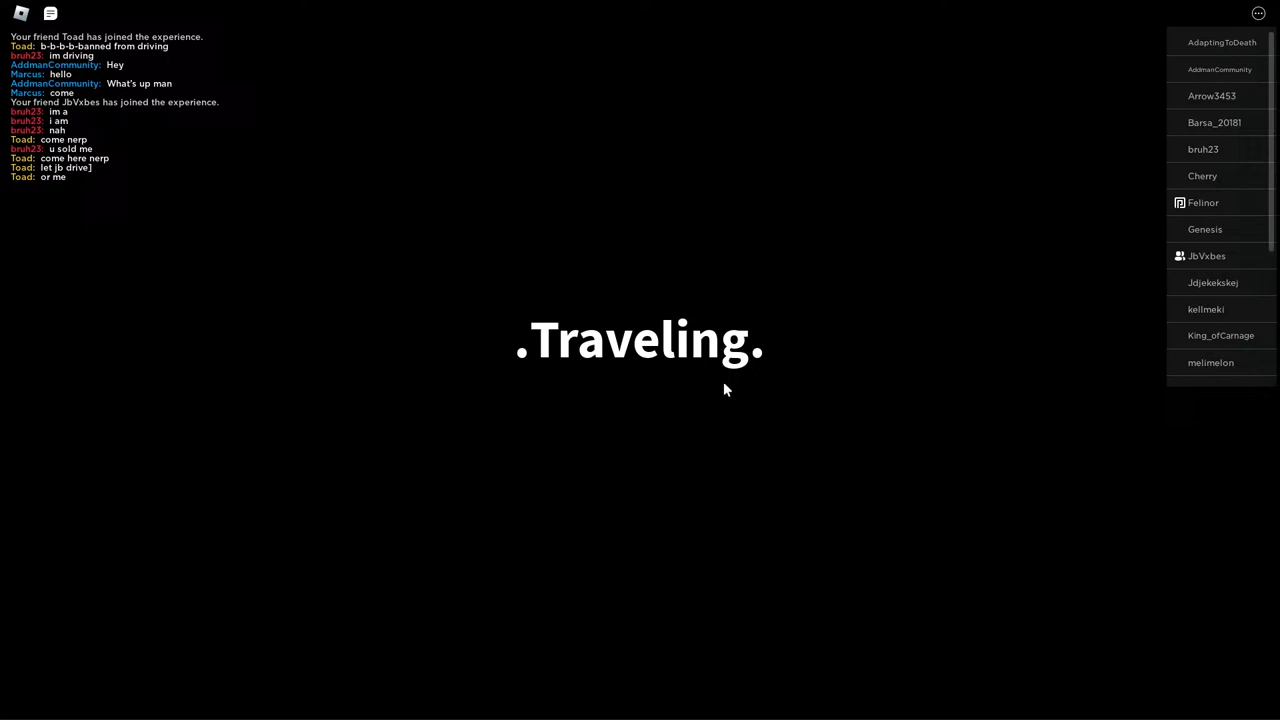 Your friend Toad has joined the experience.
Toad: b-b-b-b-banned from driving
bruh23: im driving
AddmanCommunity: Hey
Marcus: hello
AddmanCommunity: What's up man
Marcus: come
Your friend JbVxbes has joined the experience.
bruh23: im a
bruh23: i am
bruh23: nah
Toad: come nerp
bruh23: u sold me
Toad: come here nerp
Toad: let jb drive]
Toad: or me
.Traveling.
AdaptingToDeath
AddmanCommunity
Arrow3453
Barsa_20181
bruh23
Cherry
Felinor
Genesis
JbVxbes
Jdjekekskej
kellmeki
King_ofCarnage
melimelon